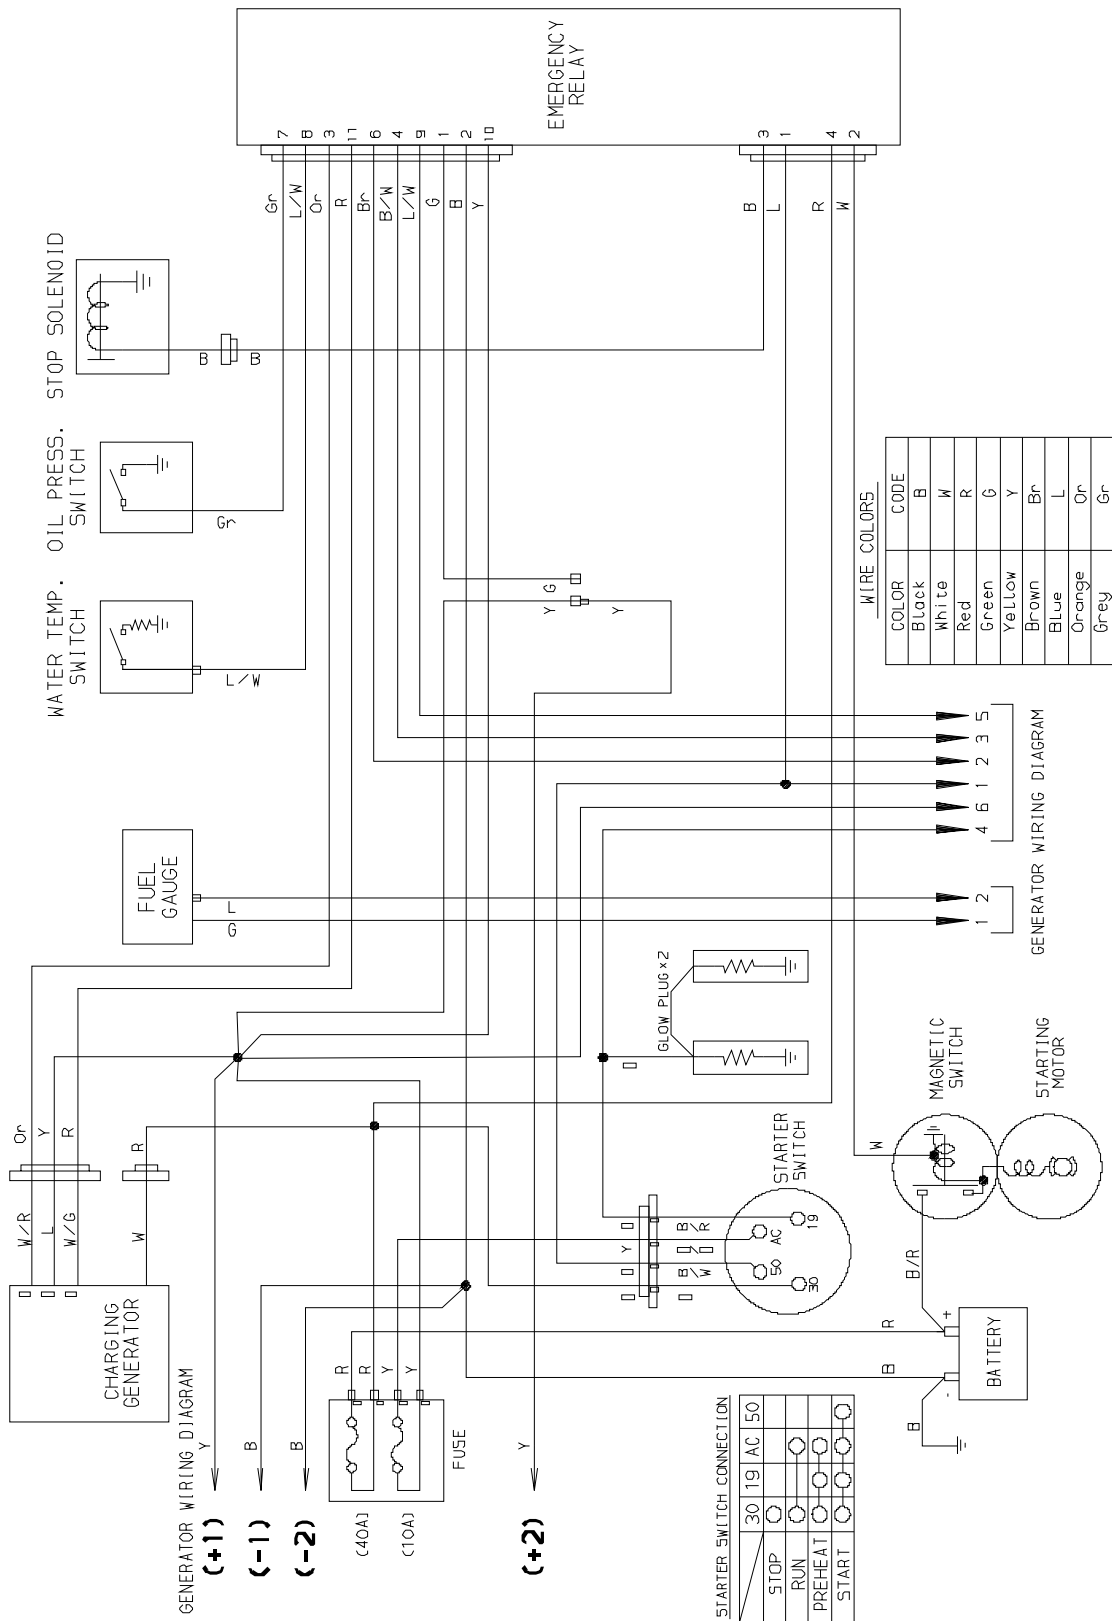 EMERGENCY
RELAY
7
8
3
11
6
4
9
1
2
10
3
1
4
2
Gr
L/W
Or
R
Br
B/W
L/W
G
B
Y
B
L
R
W
STOP SOLENOID
B
B
OIL PRESS.
SWITCH
Gr
WATER TEMP.
SWITCH
L/W
G
Y
Y
WIRE COLORS
COLOR CODE
Black B
White W
Red R
Green G
Yellow Y
Brown Br
Blue L
Orange Or
Grey Gr
FUEL
GAUGE
L
G
5
3
2
1
6
4
GENERATOR WIRING DIAGRAM
2
1
GENERATOR WIRING DIAGRAM
GLOW PLUG×2
Or
Y
R
R
W/R
L
W/G
W
CHARGING
GENERATOR
MAGNETIC
SWITCH
STARTING
MOTOR
W
B/R
STARTER
SWITCH
Y
B/R
B/W
19
AC
50
30
R
B
B
+
-
BATTERY
R
R
Y
Y
FUSE
(40A)
(10A)
GENERATOR WIRING DIAGRAM
Y
B
B
Y
(+1)
(-1)
(-2)
(+2)
STARTER SWITCH CONNECTION
30 19 AC 50
STOP
RUN
PREHEAT
START